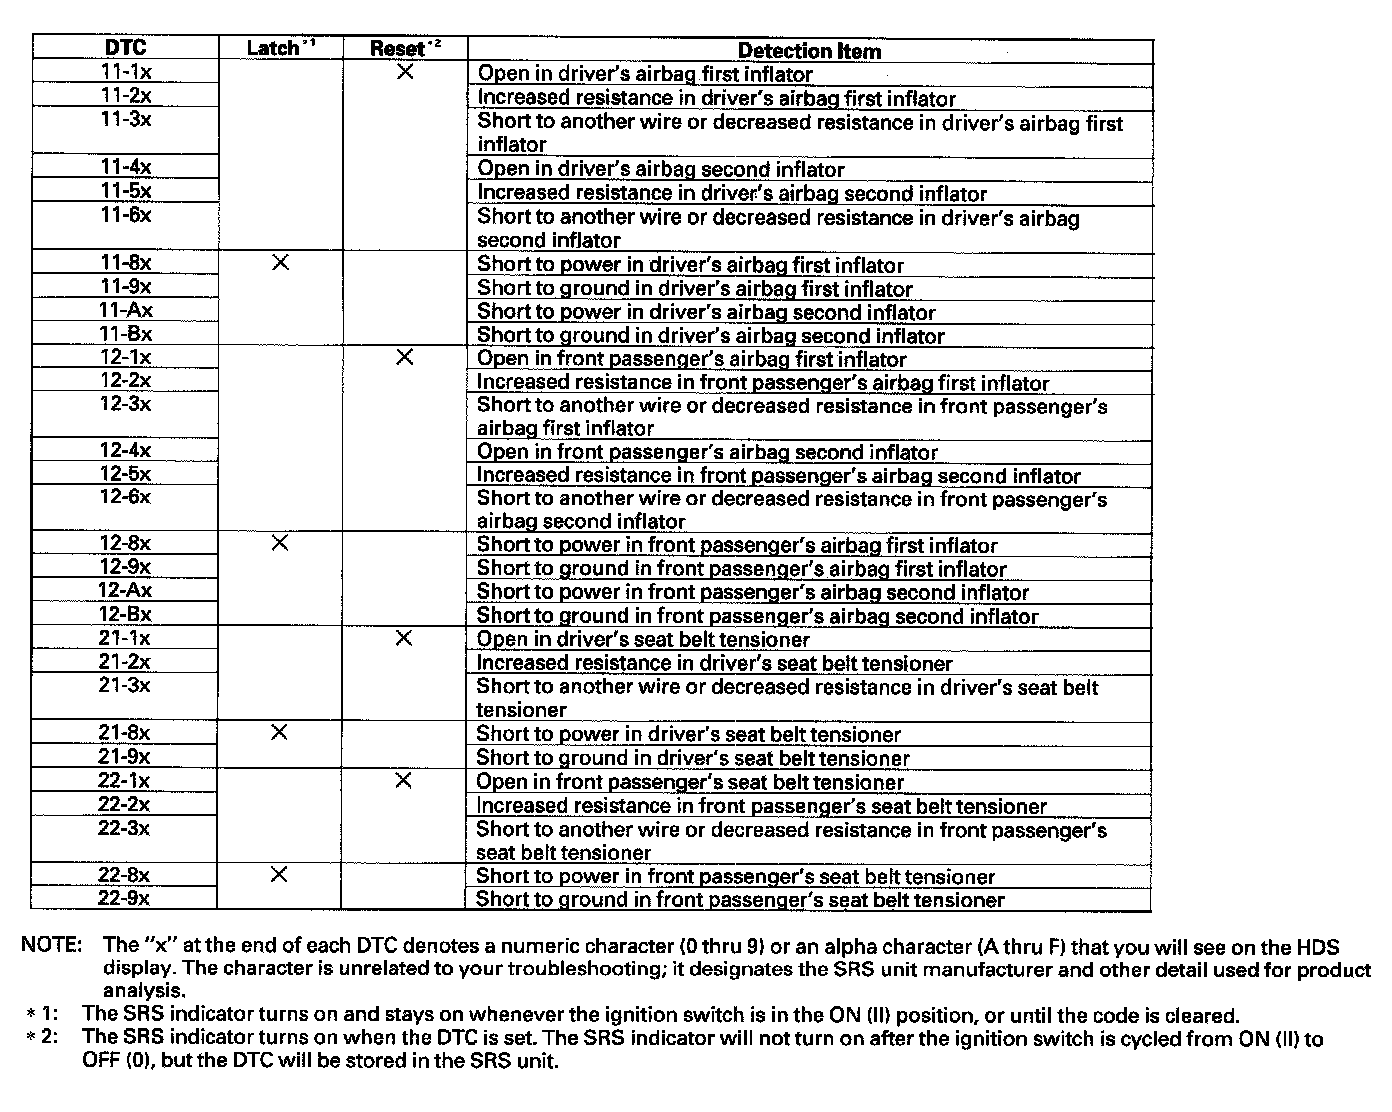 DTC Latch*1 Reset*2 Detection Item
11-1x X Open in driver's airbag first inflator
11-2x Increased resistance in driver's airbag first inflator
11-3x Short to another wire or decreased resistance in driver's airbag first
inflator
11-4x Open in driver's airbag second inflator
11-5x Increased resistance in driver's airbag second inflator
11-6x Short to another wire or decreased resistance in driver's airbag
second inflator
11-8x X Short to power in driver's airbag first inflator
11-9x Short to ground in driver's airbag first inflator
11-Ax Short to power in driver's airbag second inflator
11-Bx Short to ground in driver's airbag second inflator
12-1x X Open in front passenger's airbag first inflator
12-2x Increased resistance in front passenger's airbag first inflator
12-3x Short to another wire or decreased resistance in front passenger's
airbag first inflator
12-4x Open in front passenger's airbag second inflator
12-5x Increased resistance in front passenger's airbag second inflator
12-6x Short to another wire or decreased resistance in front passenger's
airbag second inflator
12-8x X Short to power in front passenger's airbag first inflator
12-9x Short to ground in front passenger's airbag first inflator
12-Ax Short to power in front passenger's airbag second inflator
12-Bx Short to ground in front passenger's airbag second inflator
21-1x X Open in driver's seat belt tensioner
21-2x Increased resistance in driver's seat belt tensioner
21-3x Short to another wire or decreased resistance in driver's seat belt
tensioner
21-8x X Short to power in driver's seat belt tensioner
21-9x Short to ground in driver's seat belt tensioner
22-1x X Open in front passenger's seat belt tensioner
22-2x Increased resistance in front passenger's seat belt tensioner
22-3x Short to another wire or decreased resistance in front passenger's
seat belt tensioner
22-8x X Short to power in front passenger's seat belt tensioner
22-9x Short to ground in front passenger's seat belt tensioner
NOTE: The "x" at the end of each DTC denotes a numeric character (0 thru 9) or an alpha character (A thru F) that you will see on the HDS
display. The character is unrelated to your troubleshooting; it designates the SRS unit manufacturer and other detail used for product
analysis.
* 1: The SRS indicator turns on and stays on whenever the ignition switch is in the ON (II) position, or until the code is cleared.
* 2: The SRS indicator turns on when the DTC is set. The SRS indicator will not turn on after the ignition switch is cycled from ON (II) to
OFF (0), but the DTC will be stored in the SRS unit.